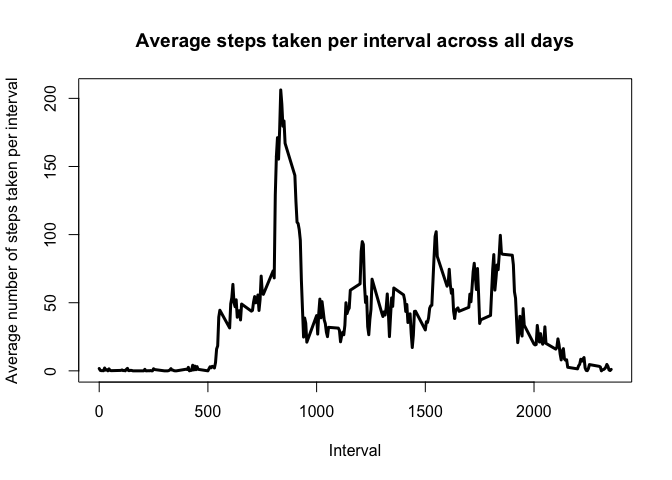 Average steps taken per interval across all days
Average number of steps taken per interval
200
150
100
50
0
0 500 1000 1500 2000
Interval